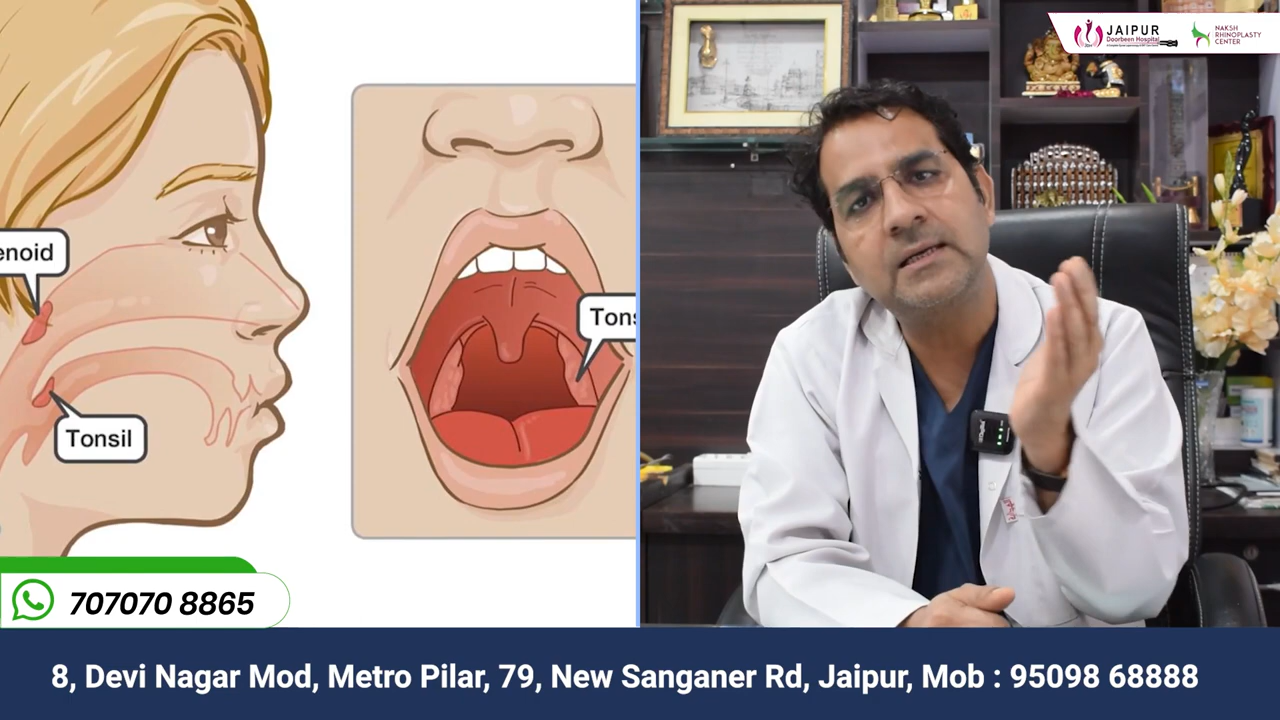 JAIPUR
Doorbeen Hospital
NAKSH
RHINOPLASTY
CENTER
enoid
Tons
Tonsil
707070 8865
8, Devi Nagar Mod, Metro Pilar, 79, New Sanganer Rd, Jaipur, Mob : 95098 68888